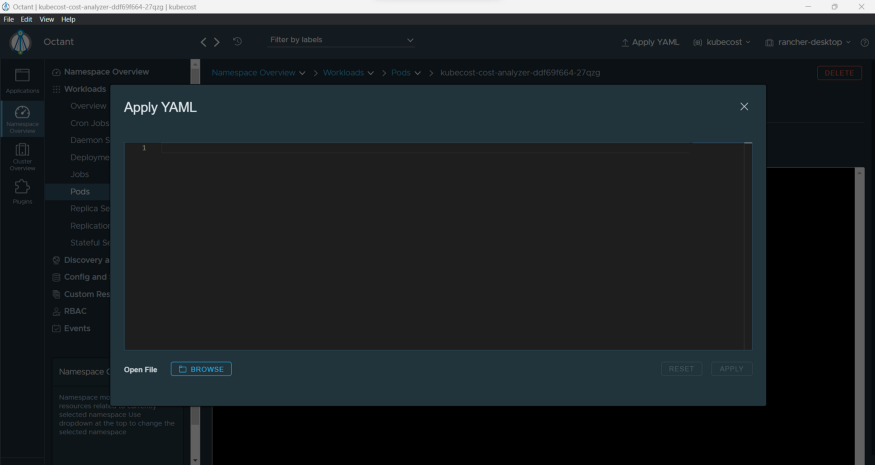 Octant | kubecost-cost-analyzer-ddf69f664-27qzg | kubecost
File Edit View Help
Octant
Filter by labels
Apply YAML
kubecost
rancher-desktop
Applications
Namespace Overview
Cluster Overview
Plugins
Namespace Overview
Workloads
Overview
Cron Jobs
Daemon S
Deployme
Jobs
Pods
Replica Se
Replication
Stateful Se
Discovery a
Config and
Custom Res
RBAC
Events
Namespace Overview > Workloads > Pods > kubecost-cost-analyzer-ddf69f664-27qzg
DELETE
Apply YAML
1
Open File
BROWSE
RESET
APPLY
Namespace O
Namespace mo
resources related to currently
selected namespace Use
dropdown at the top to change the
selected namespace